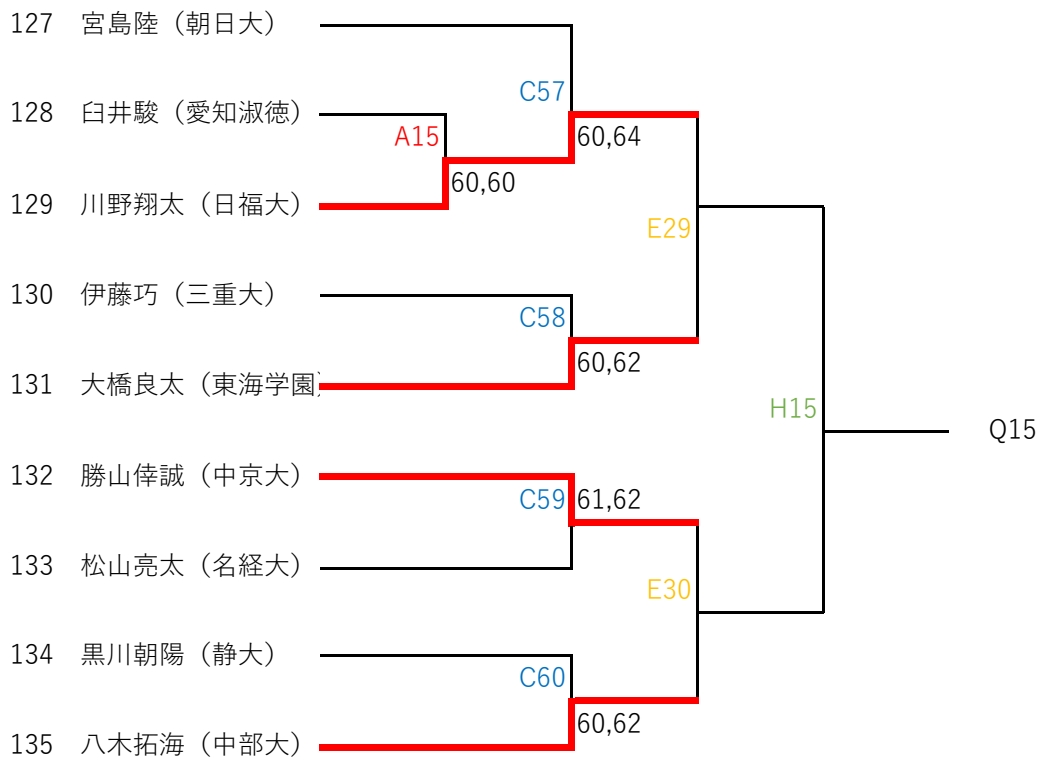 127 宮島陸（朝日大）
C57
128 臼井駿（愛知淑徳）
A15
60,64
60,60
129 川野翔太（日福大）
E29
130 伊藤巧（三重大）
C58
60,62
131 大橋良太（東海学園）
H15
Q15
132 勝山倖誠（中京大）
C59
61,62
133 松山亮太（名経大）
E30
134 黒川朝陽（静大）
C60
60,62
135 八木拓海（中部大）